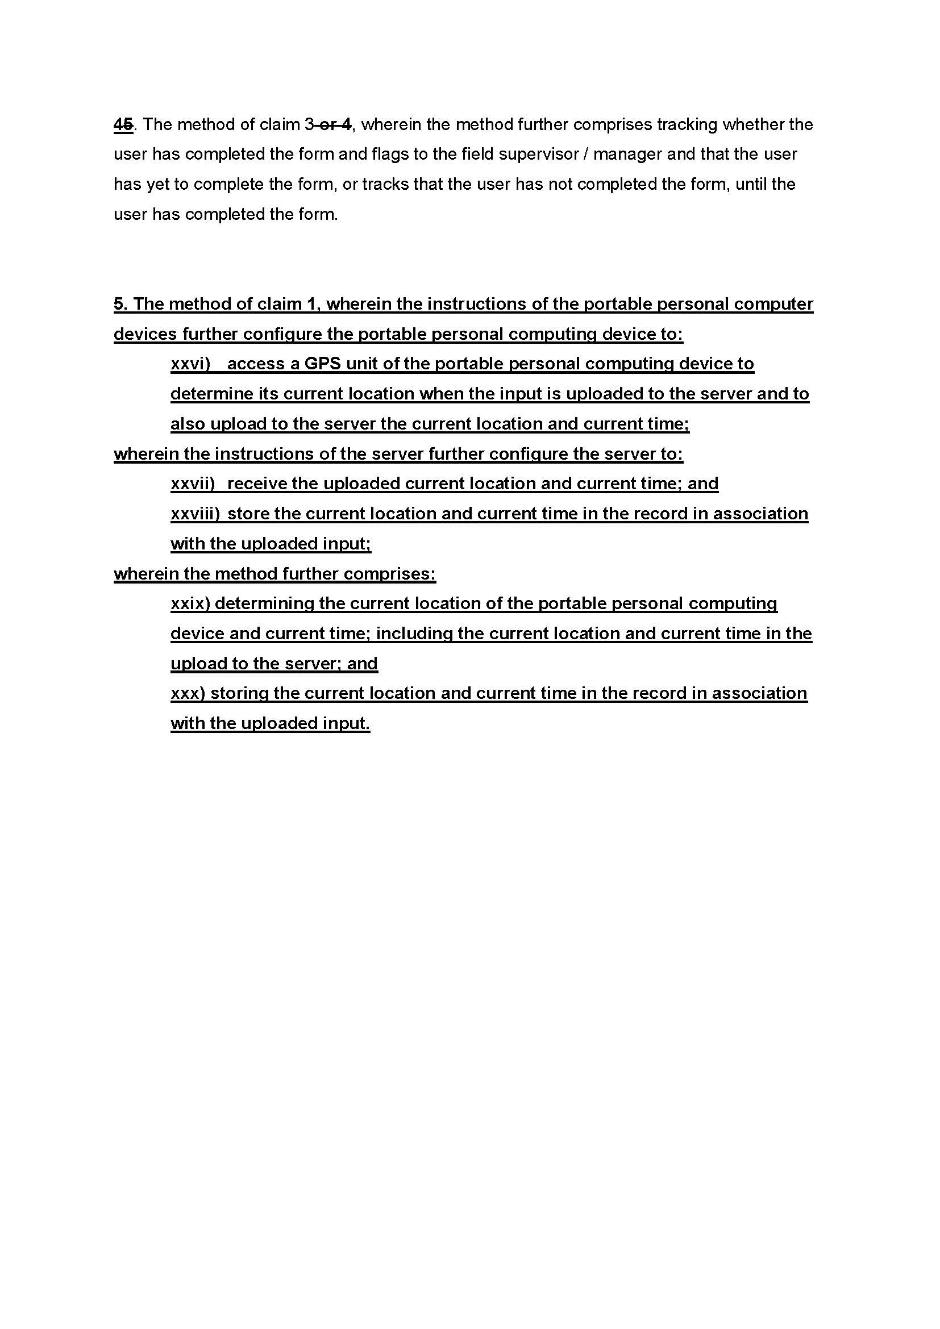 45. The method of claim 3 or 4, wherein the method further comprises tracking whether the
user has completed the form and flags to the field supervisor / manager and that the user
has yet to complete the form, or tracks that the user has not completed the form, until the
user has completed the form.
5. The method of claim 1, wherein the instructions of the portable personal computer
devices further configure the portable personal computing device to:
xxvi) access a GPS unit of the portable personal computing device to
determine its current location when the input is uploaded to the server and to
also upload to the server the current location and current time;
wherein the instructions of the server further configure the server to:
xxvii) receive the uploaded current location and current time; and
xxviii) store the current location and current time in the record in association
with the uploaded input;
wherein the method further comprises:
xxix) determining the current location of the portable personal computing
device and current time; including the current location and current time in the
upload to the server; and
xxx) storing the current location and current time in the record in association
with the uploaded input.